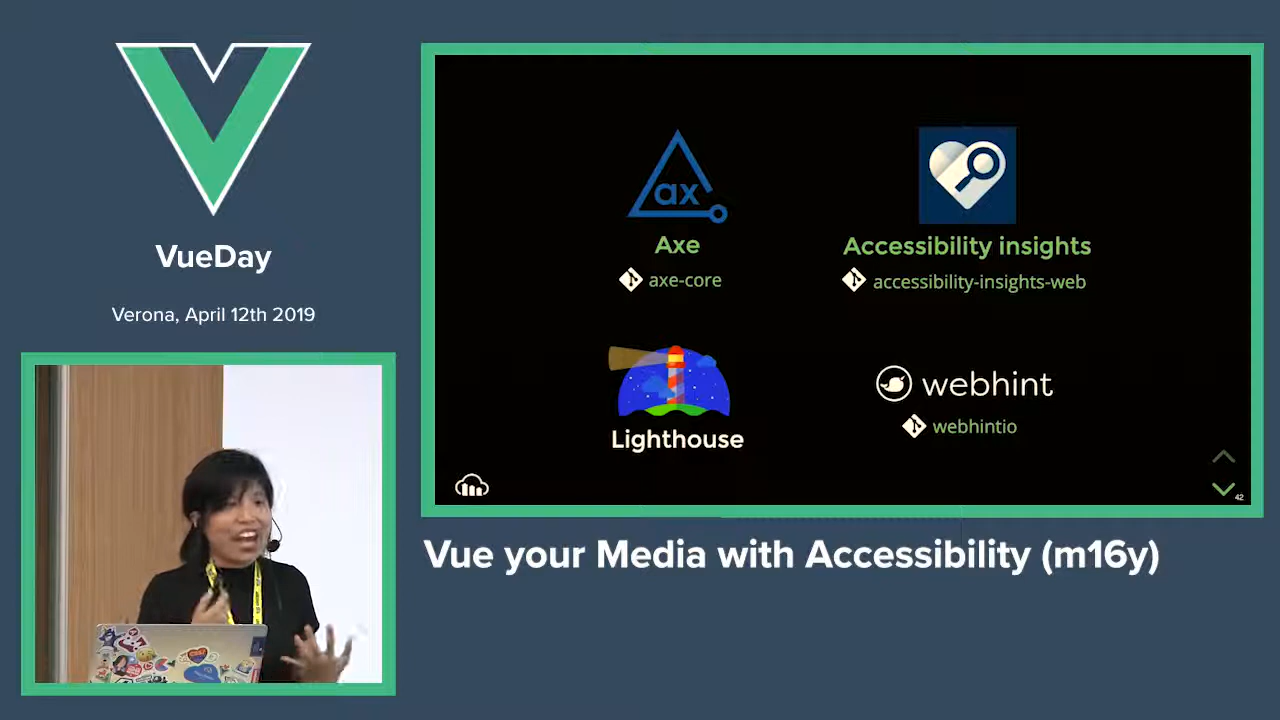 VueDay
Verona, April 12th 2019
ax
Axe
axe-core
Accessibility insights
accessibility-insights-web
Lighthouse
webhint
webhintio
42
Vue your Media with Accessibility (m16y)